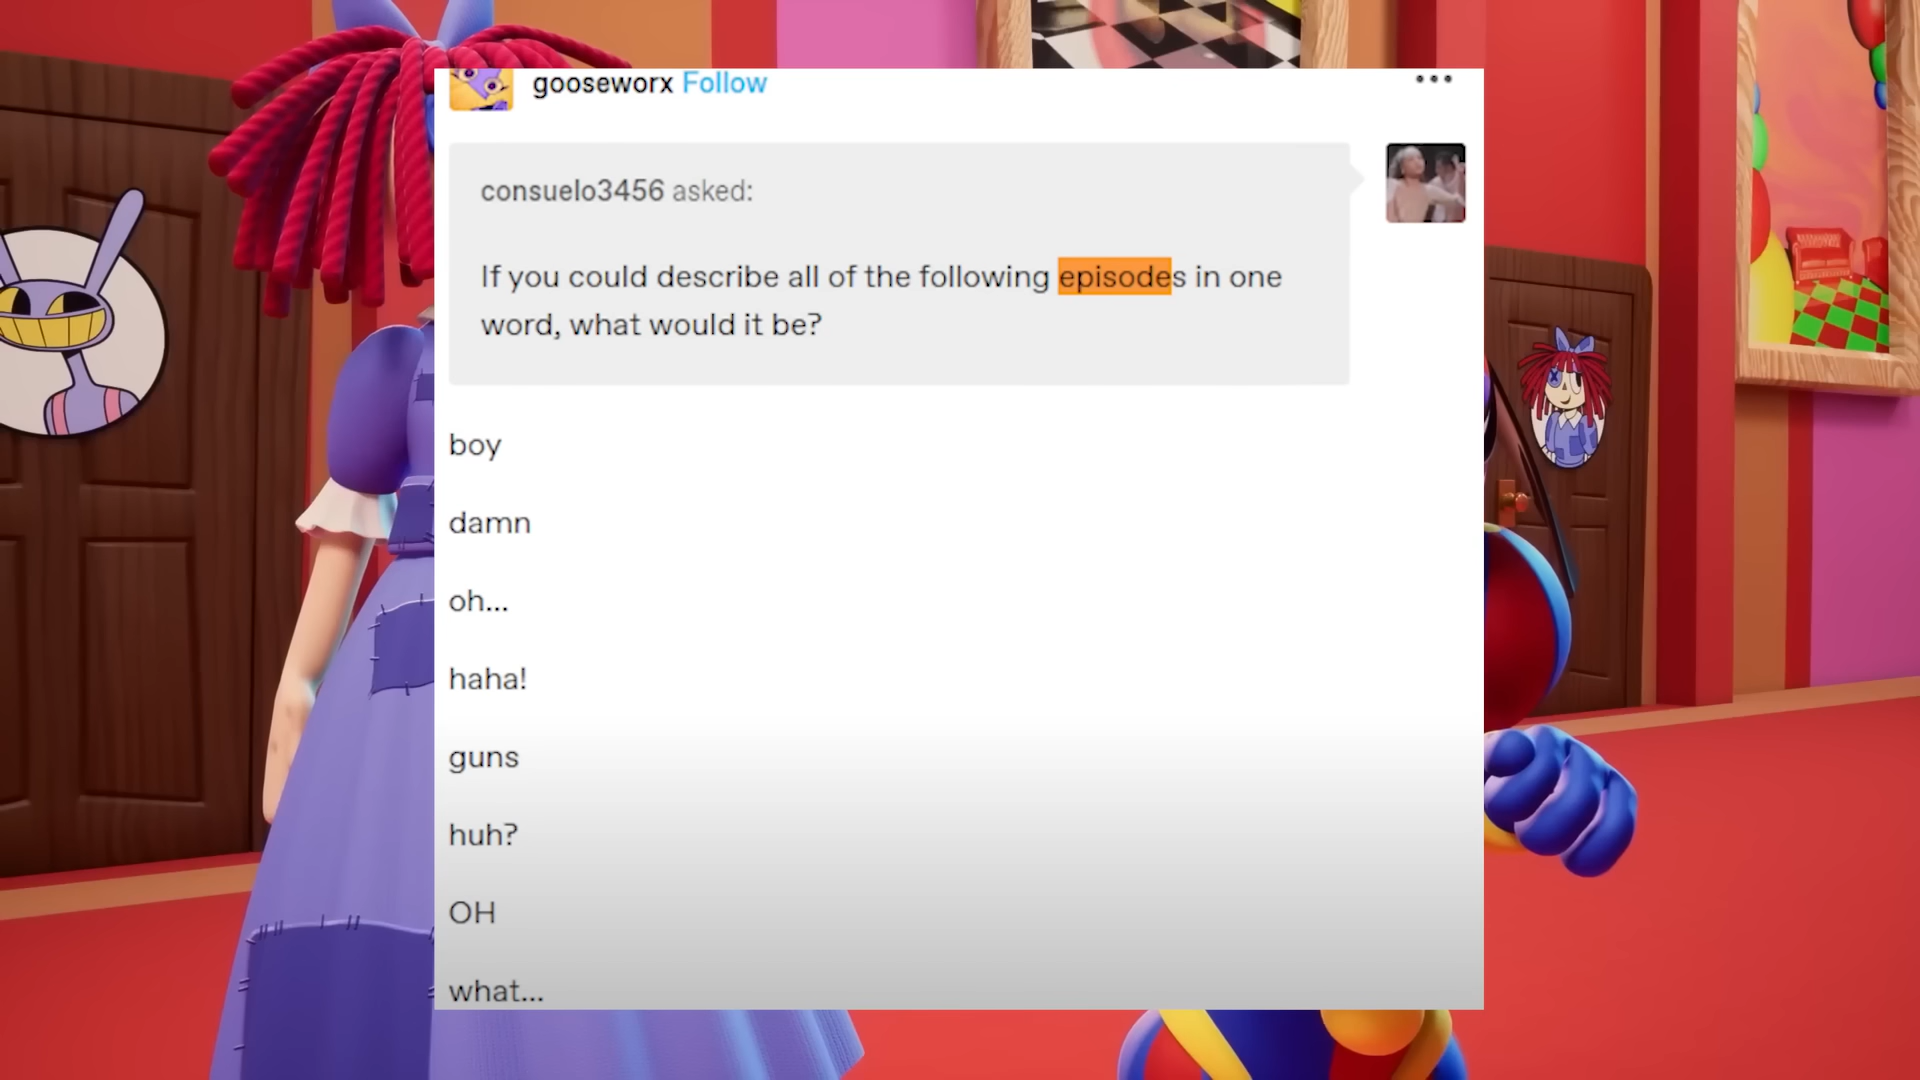 gooseworx Follow
consuelo3456 asked:
If you could describe all of the following episodes in one
word, what would it be?
boy
damn
oh...
haha!
guns
huh?
OH
what...